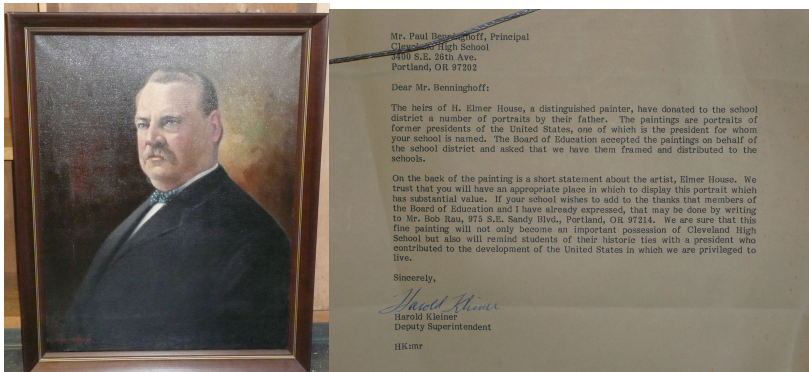 Mr. Paul Benninghoff, Principal
Cleveland High School
3400 S.E. 26th Ave.
Portland, OR 97202
Dear Mr. Benninghoff:
The heirs of H. Elmer House, a distinguished painter, have donated to the school
district a number of portraits by their father. The paintings are portraits of
former presidents of the United States, one of which is the president for whom
your school is named. The Board of Education accepted the paintings on behalf of
the school district and asked that we have them framed and distributed to the
schools.
On the back of the painting is a short statement about the artist, Elmer House. We
trust that you will have an appropriate place in which to display this portrait which
has substantial value. If your school wishes to add to the thanks that members of
the Board of Education and I have already expressed, that may be done by writing
to Mr. Bob Rau, 975 S.E. Sandy Blvd., Portland, OR 97214. We are sure that this
fine painting will not only become an important possession of Cleveland High
School but also will remind students of their historic ties with a president who
contributed to the development of the United States in which we are privileged to
live.
Sincerely,
Harold Kleiner
Harold Kleiner
Deputy Superintendent
HK:mr